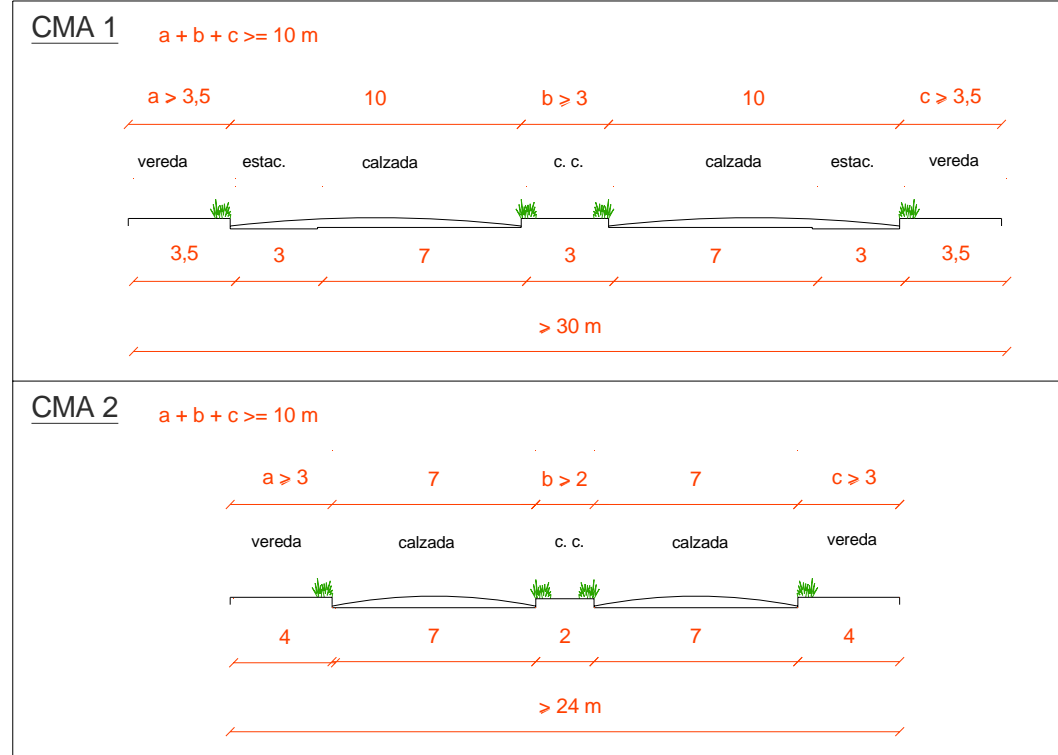 CMA 1
a + b + c >= 10 m
a ⩾ 3,5 10 b ⩾ 3 10 c ⩾ 3,5
vereda estac. calzada c. c. calzada estac. vereda
3,5 3 7 3 7 3 3,5
⩾ 30 m
CMA 2
a + b + c >= 10 m
a ⩾ 3 7 b ⩾ 2 7 c ⩾ 3
vereda calzada c. c. calzada vereda
4 7 2 7 4
⩾ 24 m